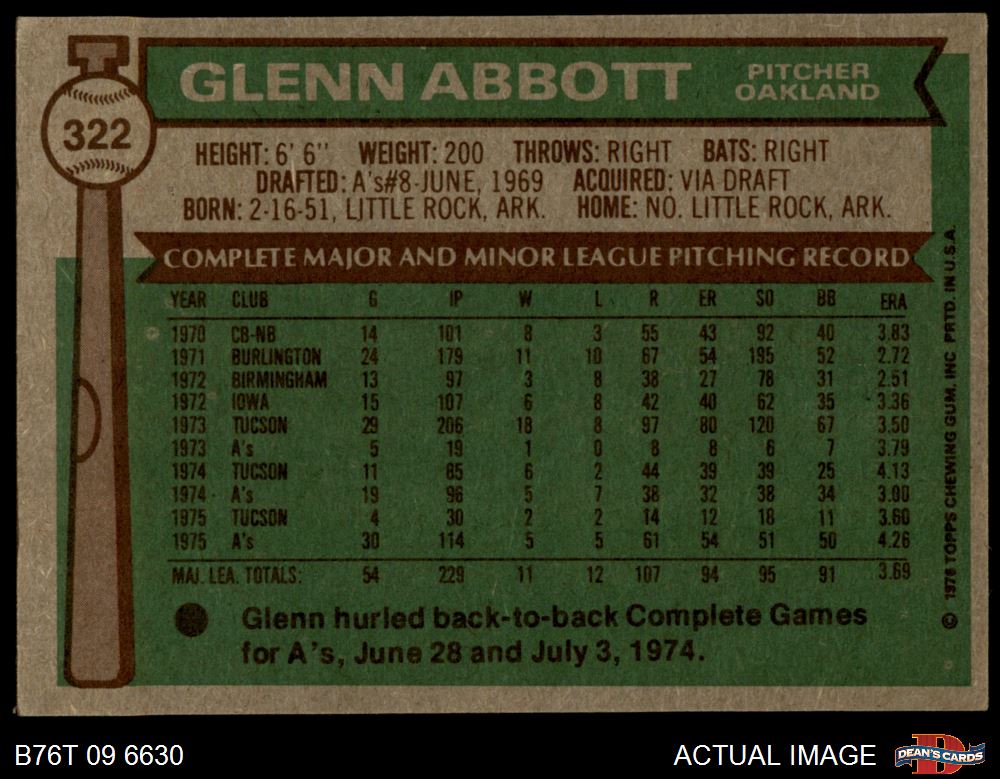 GLENN ABBOTT PITCHER OAKLAND
322
HEIGHT: 6' 6" WEIGHT: 200 THROWS: RIGHT BATS: RIGHT
DRAFTED: A's#8-JUNE, 1969 ACQUIRED: VIA DRAFT
BORN: 2-16-51, LITTLE ROCK, ARK. HOME: NO. LITTLE ROCK, ARK.
COMPLETE MAJOR AND MINOR LEAGUE PITCHING RECORD
YEAR CLUB G IP W L R ER SO BB ERA
1970 CB-NB 14 101 8 3 55 43 92 40 3.83
1971 BURLINGTON 24 179 11 10 67 54 195 52 2.72
1972 BIRMINGHAM 13 97 3 8 38 27 78 31 2.51
1972 IOWA 15 107 6 8 42 40 62 35 3.36
1973 TUCSON 29 206 18 8 97 80 120 67 3.50
1973 A's 5 19 1 0 8 8 6 7 3.79
1974 TUCSON 11 85 6 2 44 39 39 25 4.13
1974 A's 19 96 5 7 38 32 38 34 3.00
1975 TUCSON 4 30 2 2 14 12 18 11 3.60
1975 A's 30 114 5 5 61 54 51 50 4.26
MAJ. LEA. TOTALS: 54 229 11 12 107 94 95 91 3.69
Glenn hurled back-to-back Complete Games
for A's, June 28 and July 3, 1974.
© 1976 TOPPS CHEWING GUM, INC PRTD. IN U.S.A.
B76T 09 6630 ACTUAL IMAGE DEAN'S CARDS